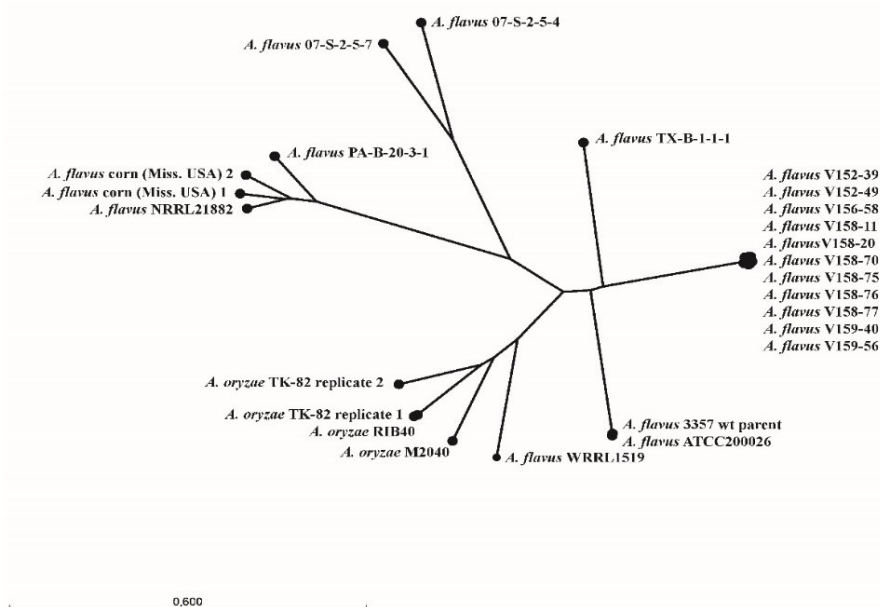 A. flavus 07-S-2-5-4
A. flavus 07-S-2-5-7
A. flavus TX-B-1-1-1
A. flavus PA-B-20-3-1
A. flavus corn (Miss. USA) 2
A. flavus corn (Miss. USA) 1
A. flavus NRRL21882
A. flavus V152-39
A. flavus V152-49
A. flavus V156-58
A. flavus V158-11
A. flavusV158-20
A. flavus V158-70
A. flavus V158-75
A. flavus V158-76
A. flavus V158-77
A. flavus V159-40
A. flavus V159-56
A. oryzae TK-82 replicate 2
A. oryzae TK-82 replicate 1
A. oryzae RIB40
A. oryzae M2040
A. flavus WRRL1519
A. flavus 3357 wt parent
A. flavus ATCC200026
0,600